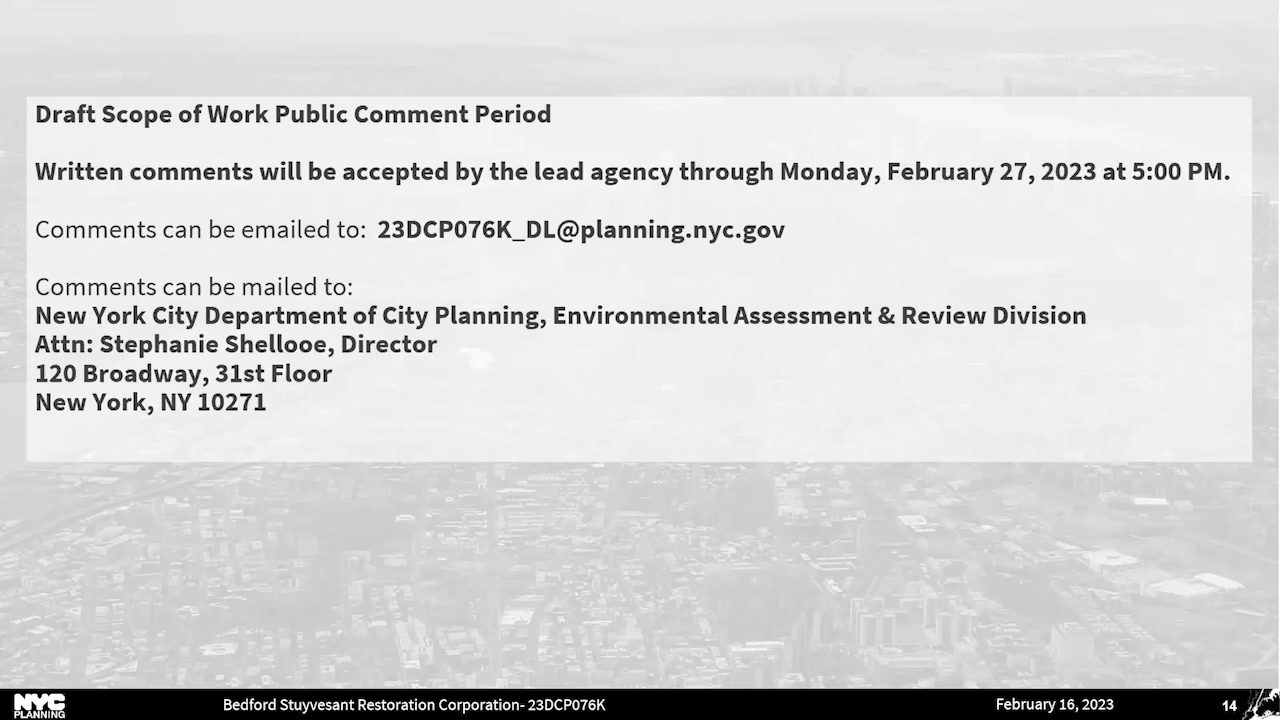 Draft Scope of Work Public Comment Period
Written comments will be accepted by the lead agency through Monday, February 27, 2023 at 5:00 PM.
Comments can be emailed to: 23DCP076K_DL@planning.nyc.gov
Comments can be mailed to:
New York City Department of City Planning, Environmental Assessment & Review Division
Attn: Stephanie Shellooe, Director
120 Broadway, 31st Floor
New York, NY 10271
NYC
PLANNING
Bedford Stuyvesant Restoration Corporation- 23DCP076K
February 16, 2023
14